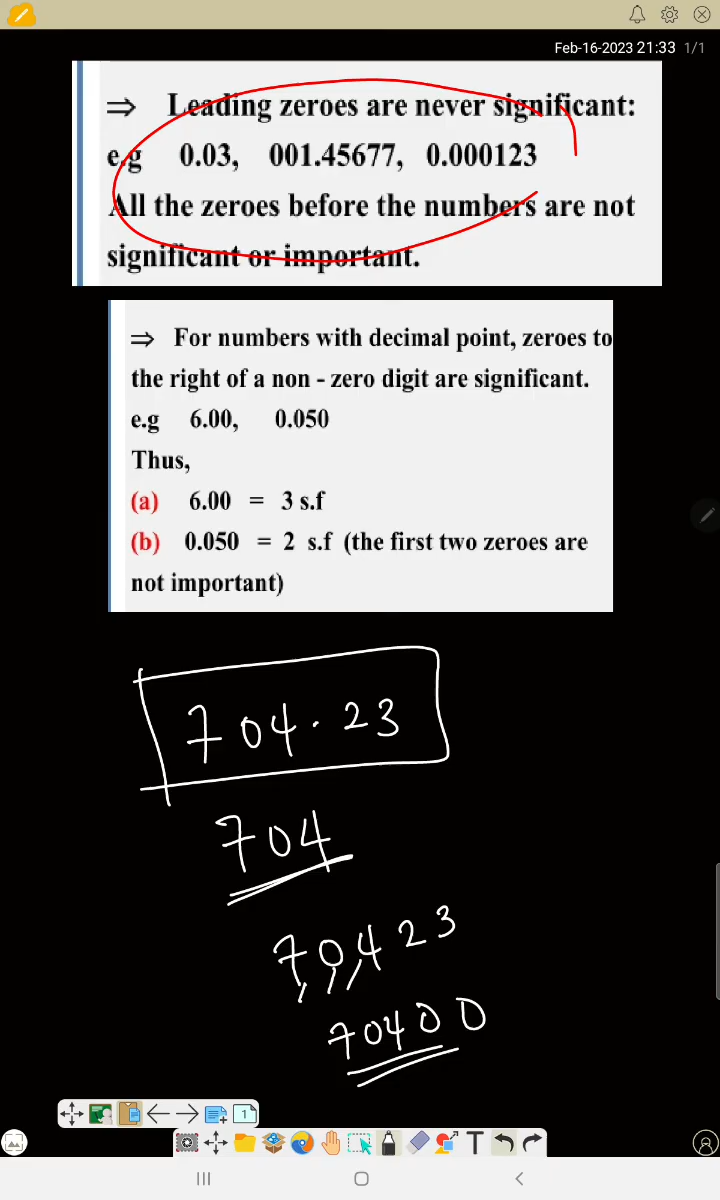 Feb-16-2023 21:33 1/1
⇒ Leading zeroes are never significant:
e.g 0.03, 001.45677, 0.000123
All the zeroes before the numbers are not
significant or important.
⇒ For numbers with decimal point, zeroes to
the right of a non - zero digit are significant.
e.g 6.00, 0.050
Thus,
(a) 6.00 = 3 s.f
(b) 0.050 = 2 s.f (the first two zeroes are
not important)
704.23
704
70423
70400
1
T